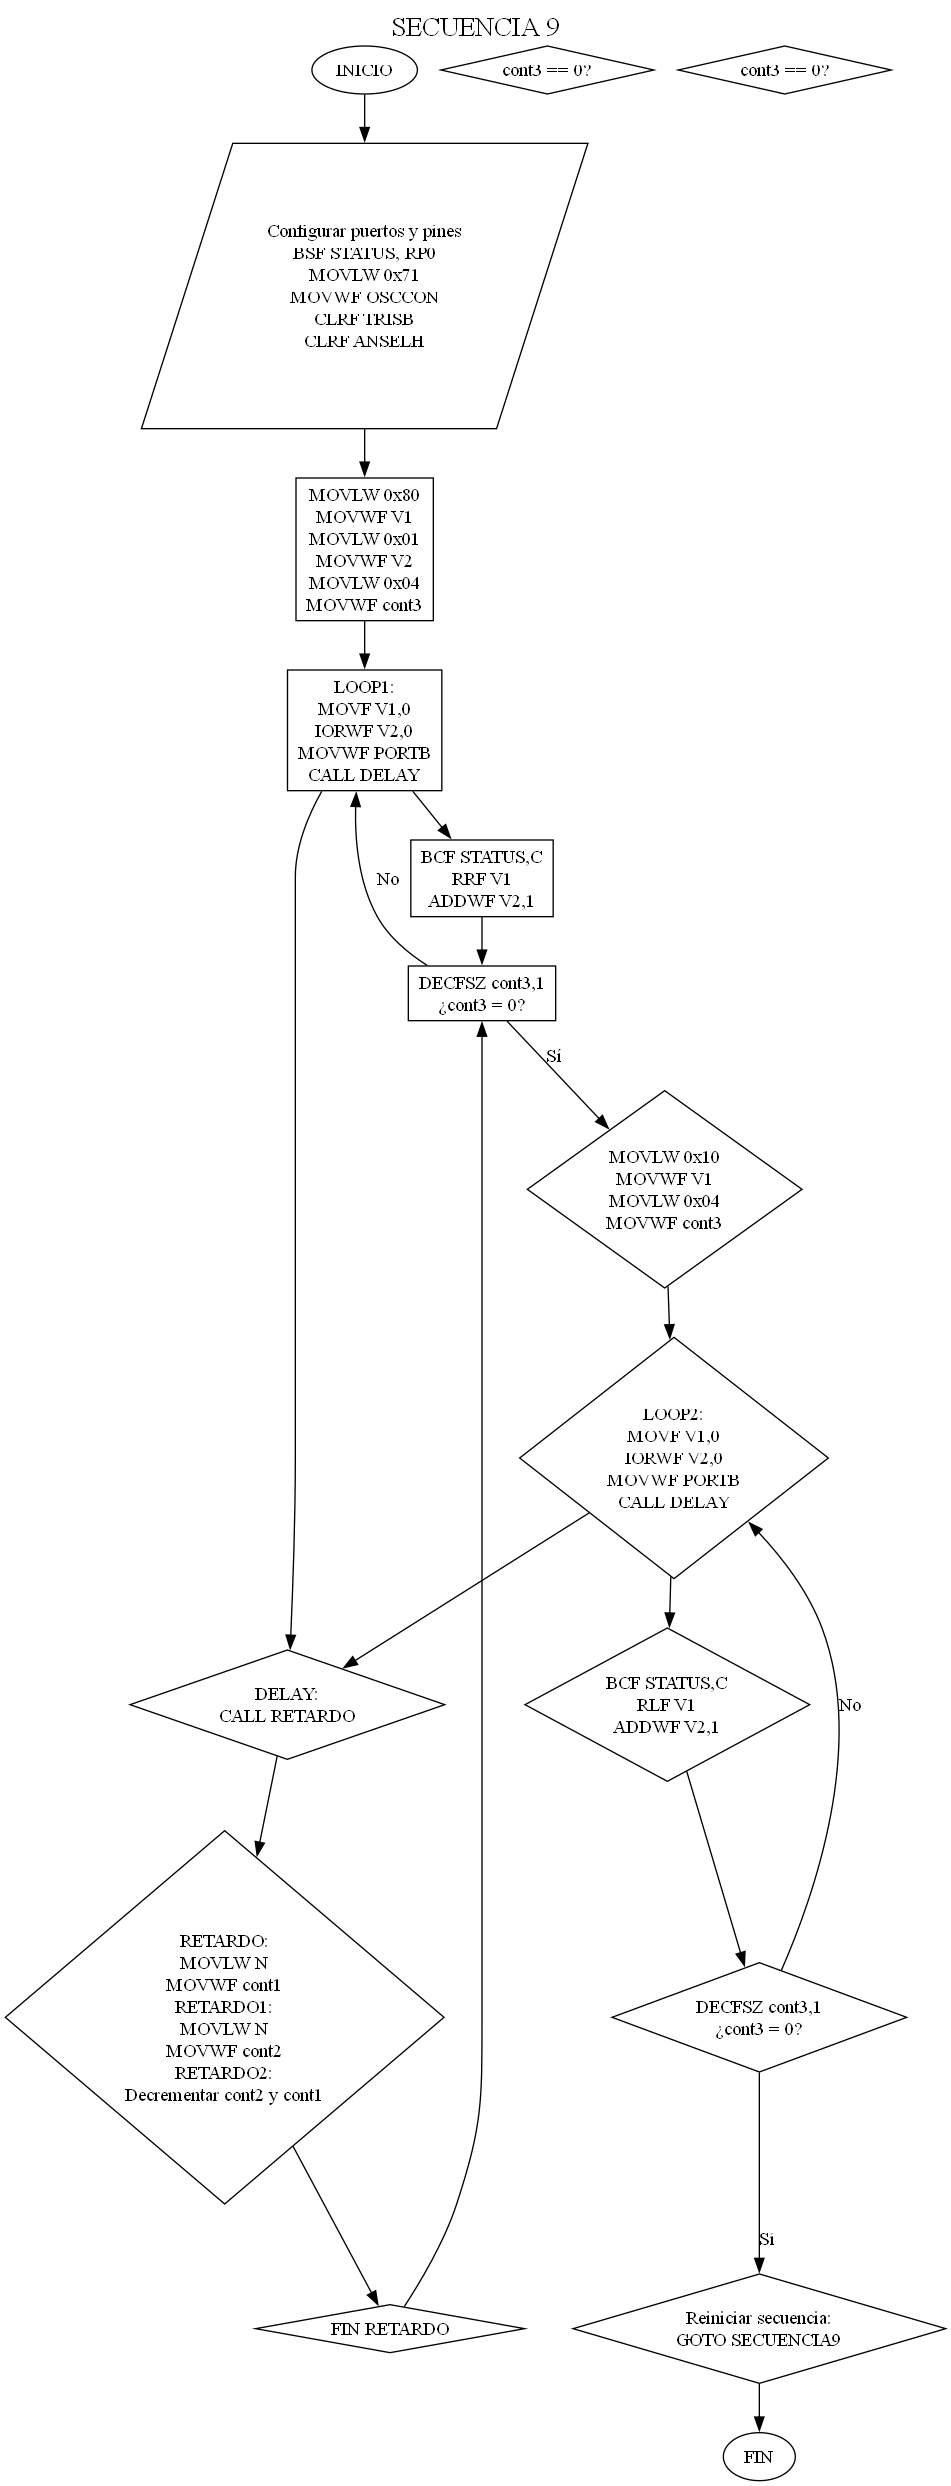 SECUENCIA 9
INICIO
cont3 == 0?
cont3 == 0?
Configurar puertos y pines
BSF STATUS, RP0
MOVLW 0x71
MOVWF OSCCON
CLRF TRISB
CLRF ANSELH
MOVLW 0x80
MOVWF V1
MOVLW 0x01
MOVWF V2
MOVLW 0x04
MOVWF cont3
LOOP1:
MOVF V1,0
IORWF V2,0
MOVWF PORTB
CALL DELAY
BCF STATUS,C
RRF V1
ADDWF V2,1
No
DECFSZ cont3,1
¿cont3 = 0?
Sí
MOVLW 0x10
MOVWF V1
MOVLW 0x04
MOVWF cont3
LOOP2:
MOVF V1,0
IORWF V2,0
MOVWF PORTB
CALL DELAY
DELAY:
CALL RETARDO
BCF STATUS,C
RLF V1
ADDWF V2,1
No
RETARDO:
MOVLW N
MOVWF cont1
RETARDO1:
MOVLW N
MOVWF cont2
RETARDO2:
Decrementar cont2 y cont1
DECFSZ cont3,1
¿cont3 = 0?
Sí
FIN RETARDO
Reiniciar secuencia:
GOTO SECUENCIA9
FIN